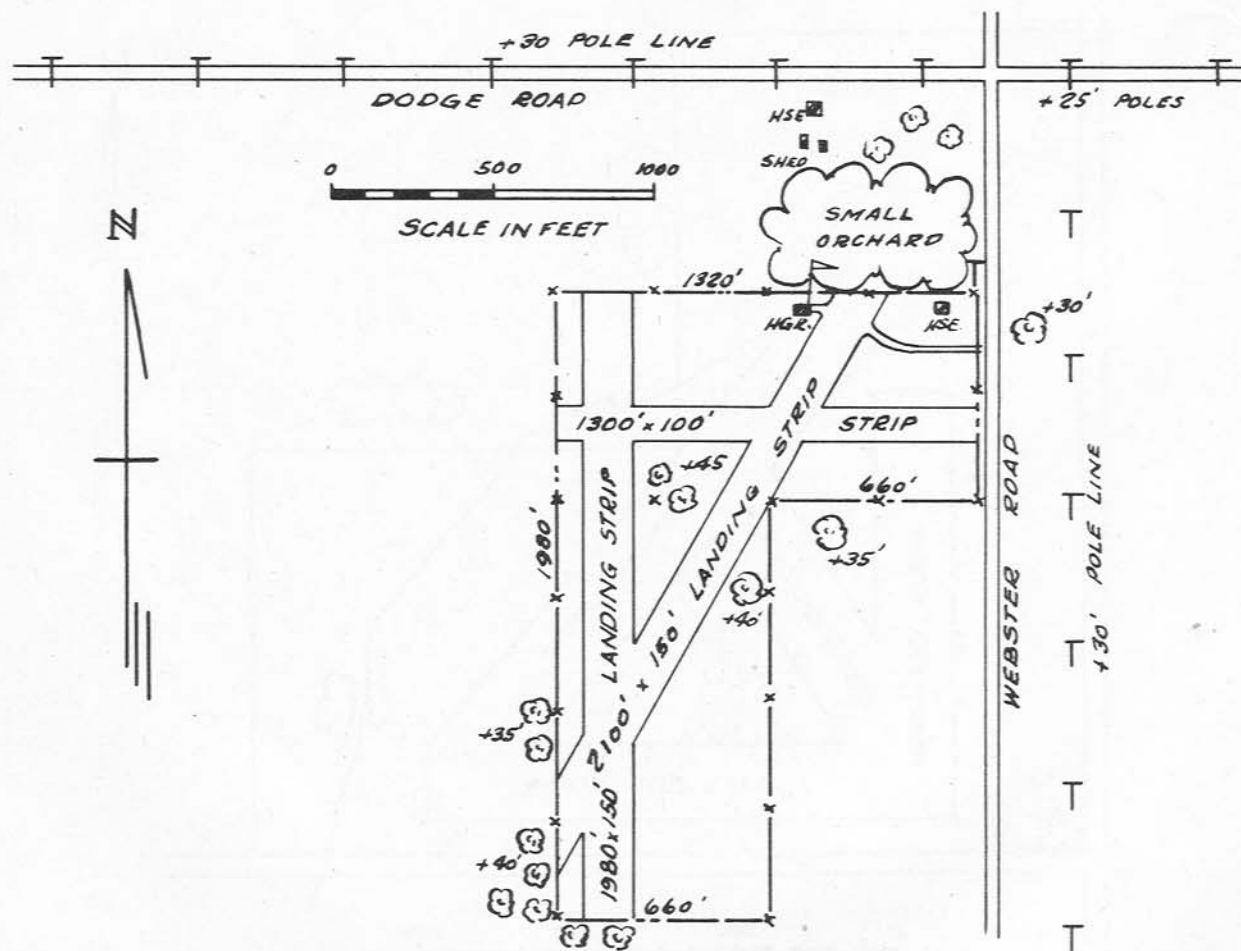 +30 POLE LINE
DODGE ROAD
+25' POLES
HSE
SHED
0 500 1000
SCALE IN FEET
N
SMALL
ORCHARD
1320'
HGR.
HSE.
+30'
1300' x 100'
STRIP
+45
660'
+35'
1980'
LANDING STRIP
1980 x 150'
2100' x 150' LANDING STRIP
+40'
+35'
+40'
660'
WEBSTER ROAD
+30' POLE LINE